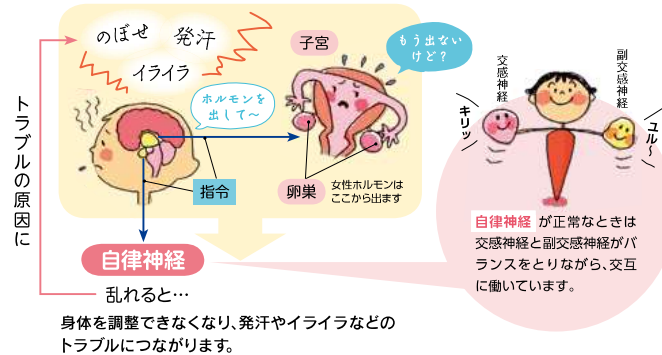 のぼせ
発汗
イライラ
子宮
もう出ない
けど？
ホルモンを
出して〜
指令
卵巣
女性ホルモンは
ここから出ます
トラブルの原因に
自律神経
乱れると…
身体を調整できなくなり、発汗やイライラなどの
トラブルにつながります。
交感神経
副交感神経
キリッ
ユル〜
自律神経 が正常なときは
交感神経と副交感神経がバ
ランスをとりながら、交互
に働いています。